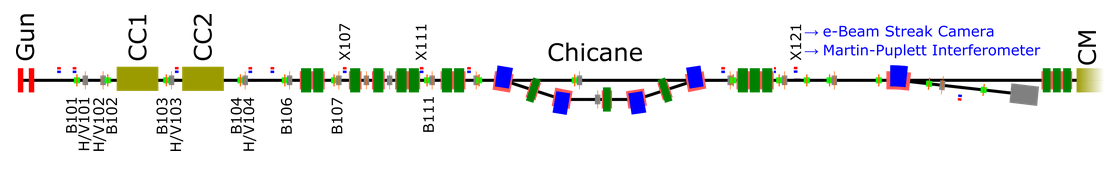 Gun
CC1
CC2
X107
X111
Chicane
X121
→ e-Beam Streak Camera
→ Martin-Puplett Interferometer
CM
B101
H/V101
H/V102
B102
B103
H/V103
B104
H/V104
B106
B107
B111